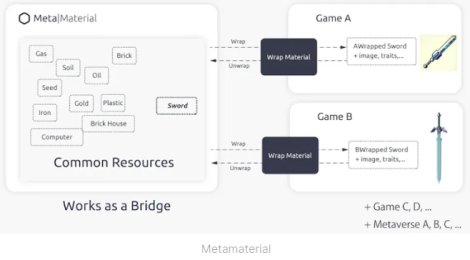 Meta|Material
Gas
Brick
Soil
Oil
Seed
Iron
Gold
Plastic
Sword
Brick House
Computer
Common Resources
Works as a Bridge
Wrap
Unwrap
Wrap Material
Game A
AWrapped Sword
+ image, traits,...
Wrap
Unwrap
Wrap Material
Game B
BWrapped Sword
+ image, traits,...
+ Game C, D, ...
+ Metaverse A, B, C, ...
Metamaterial